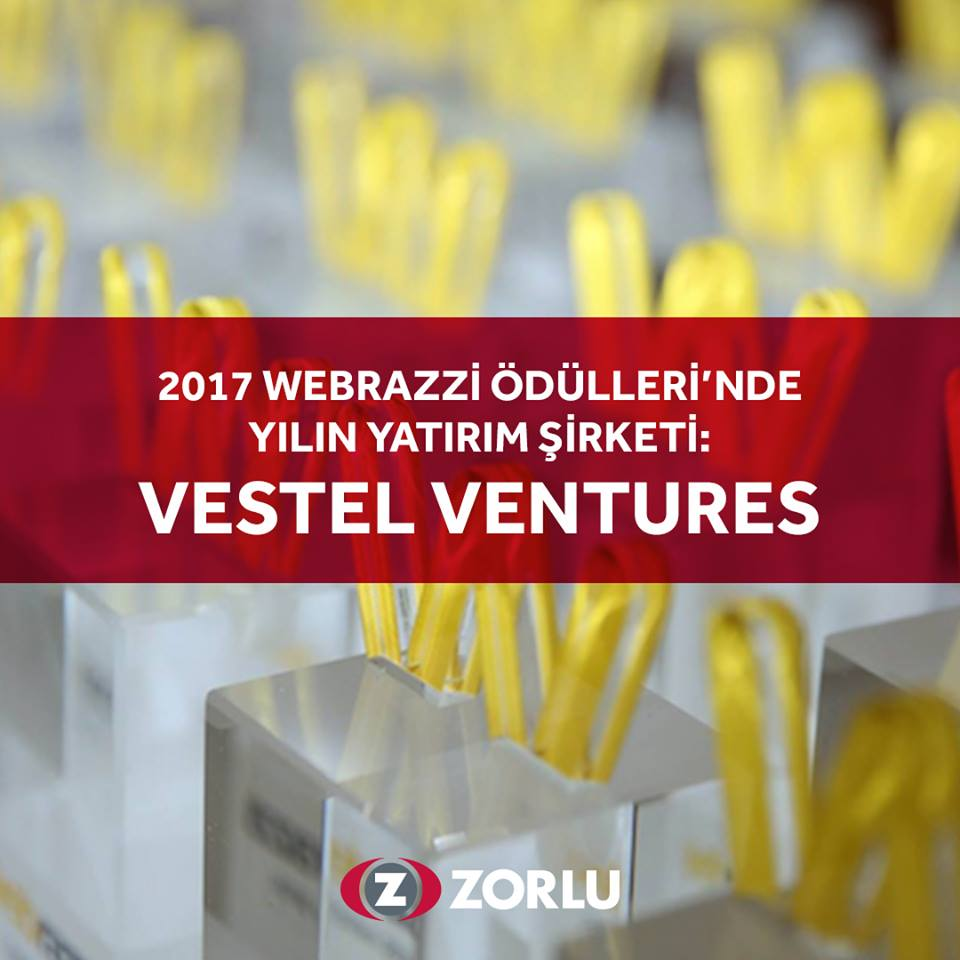 2017 WEBRAZZİ ÖDÜLLERİ'NDE
YILIN YATIRIM ŞİRKETİ:
VESTEL VENTURES
Z ZORLU